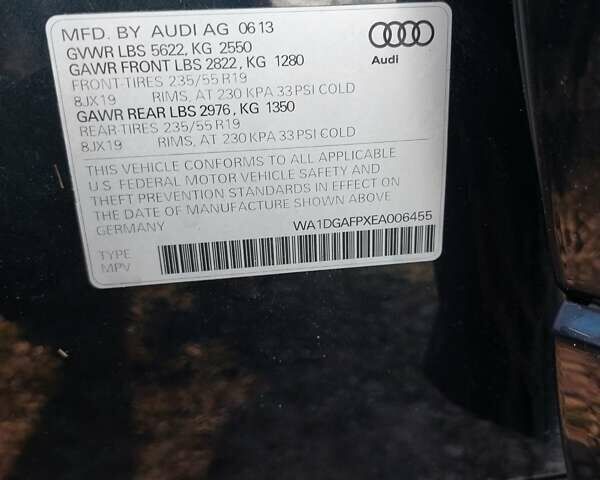 MFD. BY AUDI AG 06 13
GVWR LBS 5622, KG 2550
GAWR FRONT LBS 2822, KG 1280
FRONT-TIRES 235/55 R19
8JX19 RIMS, AT 230 KPA 33 PSI COLD
GAWR REAR LBS 2976, KG 1350
REAR-TIRES 235/55 R19
8JX19 RIMS, AT 230 KPA 33 PSI COLD
Audi
THIS VEHICLE CONFORMS TO ALL APPLICABLE
U.S. FEDERAL MOTOR VEHICLE SAFETY AND
THEFT PREVENTION STANDARDS IN EFFECT ON
THE DATE OF MANUFACTURE SHOWN ABOVE
GERMANY WA1DGAFPXEA006455
TYPE
MPV